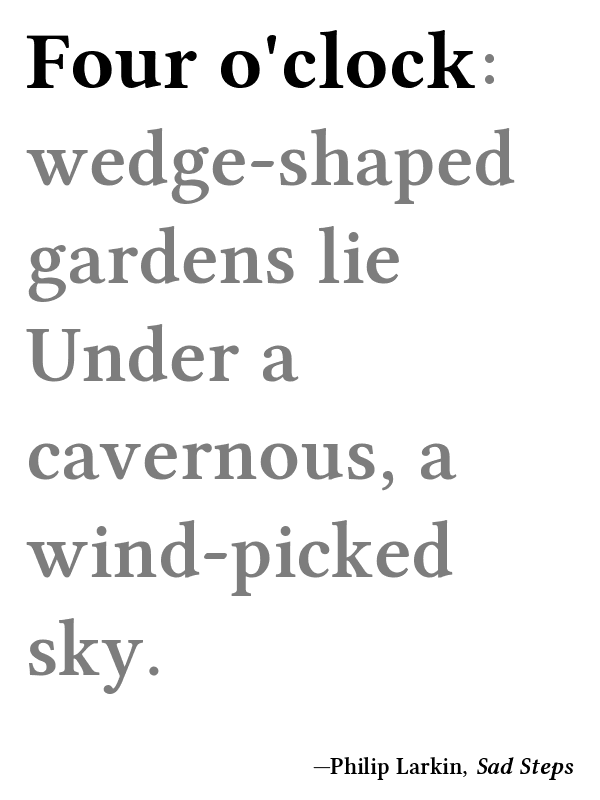 Four o'clock:
wedge-shaped
gardens lie
Under a
cavernous, a
wind-picked
sky.
—Philip Larkin, Sad Steps